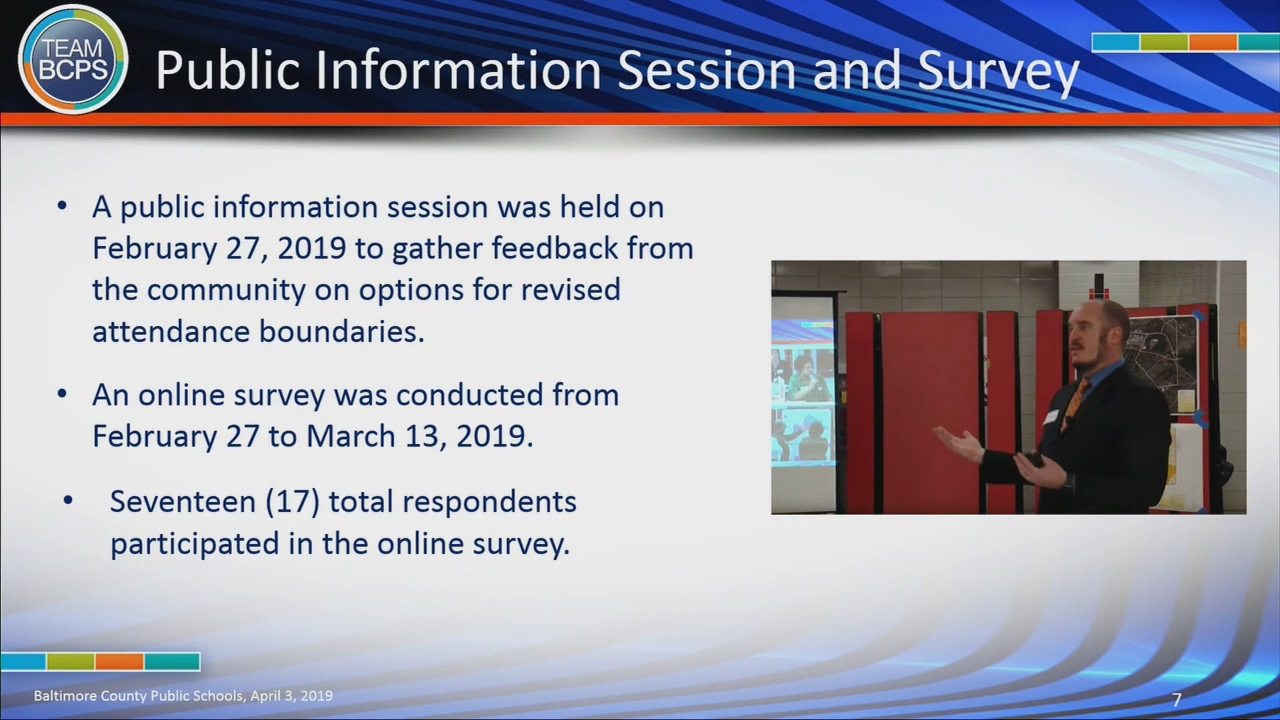 TEAM
BCPS
Public Information Session and Survey
• A public information session was held on
February 27, 2019 to gather feedback from
the community on options for revised
attendance boundaries.
• An online survey was conducted from
February 27 to March 13, 2019.
• Seventeen (17) total respondents
participated in the online survey.
Baltimore County Public Schools, April 3, 2019
7